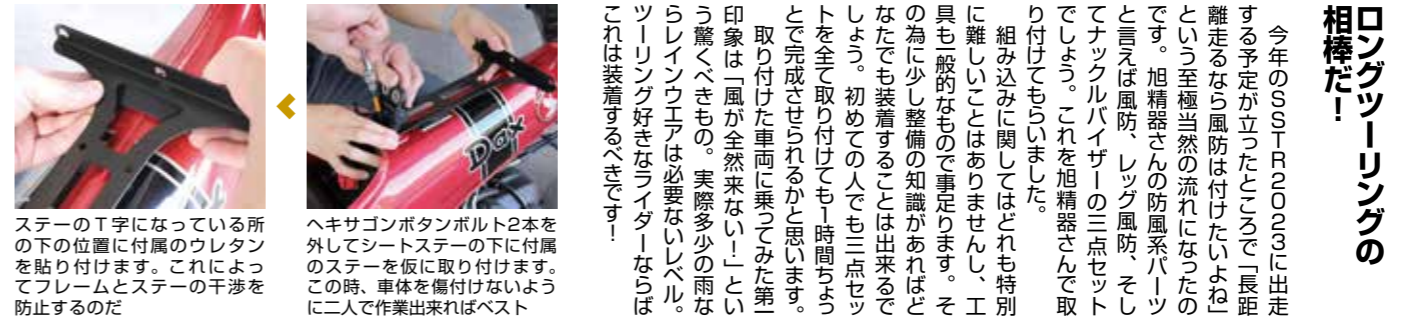 ロングツーリングの
相棒だ！
　今年のＳＳＴＲ２０２３に出走
する予定が立ったところで「長距
離走るなら風防は付けたいよね」
という至極当然の流れになったの
です。旭精器さんの防風系パーツ
と言えば風防、レッグ風防、そし
てナックルバイザーの三点セット
でしょう。これを旭精器さんで取
り付けてもらいました。
　組み込みに関してはどれも特別
に難しいことはありませんし、工
具も一般的なもので事足ります。そ
の為に少し整備の知識があればど
なたでも装着することは出来るで
しょう。初めての人でも三点セッ
トを全て取り付けても1時間ちょっ
とで完成させられるかと思います。
　取り付けた車両に乗ってみた第一
印象は「風が全然来ない！」とい
う驚くべきもの。実際多少の雨な
らレインウエアは必要ないレベル。
ツーリング好きなライダーならば
これは装着するべきです！
Dax
ヘキサゴンボタンボルト2本を
外してシートステーの下に付属
のステーを仮に取り付けます。
この時、車体を傷付けないよう
に二人で作業出来ればベスト
ステーのＴ字になっている所
の下の位置に付属のウレタン
を貼り付けます。これによっ
てフレームとステーの干渉を
防止するのだ